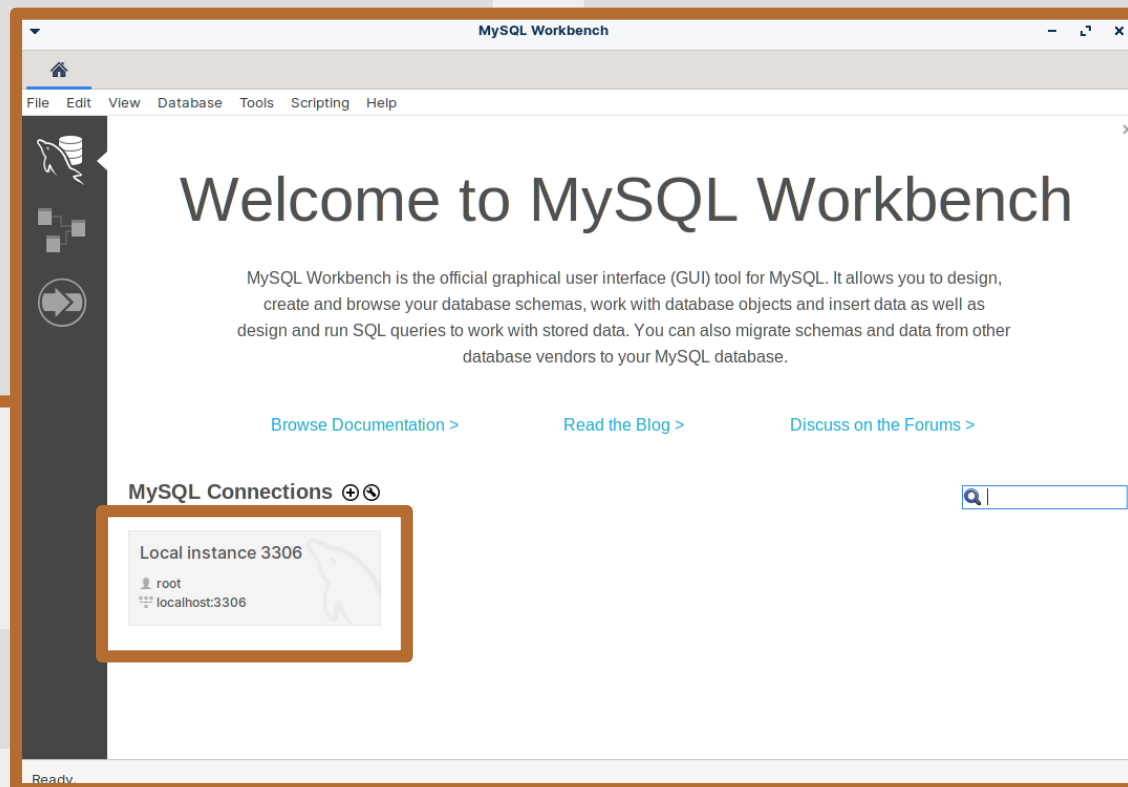 MySQL Workbench
File Edit View Database Tools Scripting Help
Welcome to MySQL Workbench
MySQL Workbench is the official graphical user interface (GUI) tool for MySQL. It allows you to design,
create and browse your database schemas, work with database objects and insert data as well as
design and run SQL queries to work with stored data. You can also migrate schemas and data from other
database vendors to your MySQL database.
Browse Documentation > Read the Blog > Discuss on the Forums >
MySQL Connections
Local instance 3306
root
localhost:3306
Ready.